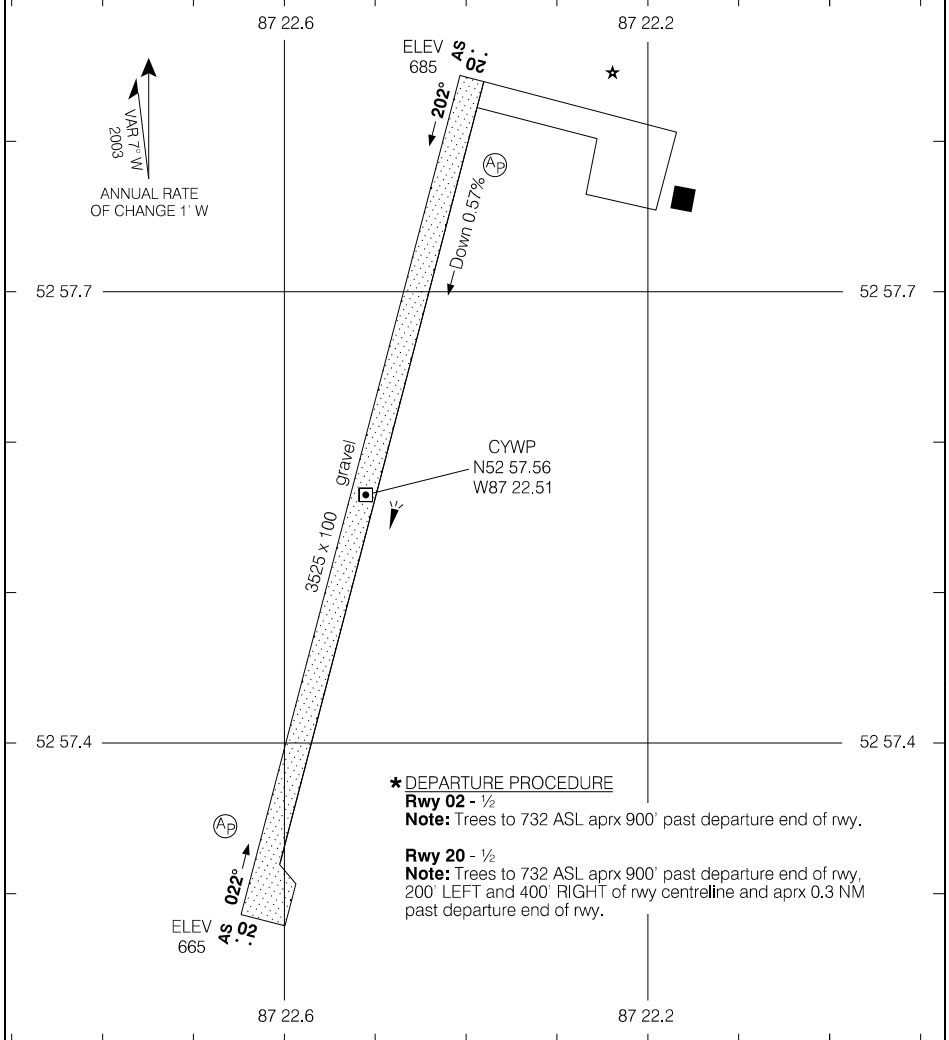 87 22.6
87 22.2
ELEV
685
AS
20
202°
VAR 7° W
2003
ANNUAL RATE
OF CHANGE 1' W
AP
Down 0.57%
52 57.7
52 57.7
gravel
CYWP
N52 57.56
W87 22.51
3525 x 100
52 57.4
52 57.4
* DEPARTURE PROCEDURE
Rwy 02 - ½
Note: Trees to 732 ASL aprx 900' past departure end of rwy.
Rwy 20 - ½
Note: Trees to 732 ASL aprx 900' past departure end of rwy,
200' LEFT and 400' RIGHT of rwy centreline and aprx 0.3 NM
past departure end of rwy.
AP
022°
ELEV
665
AS
02
87 22.6
87 22.2